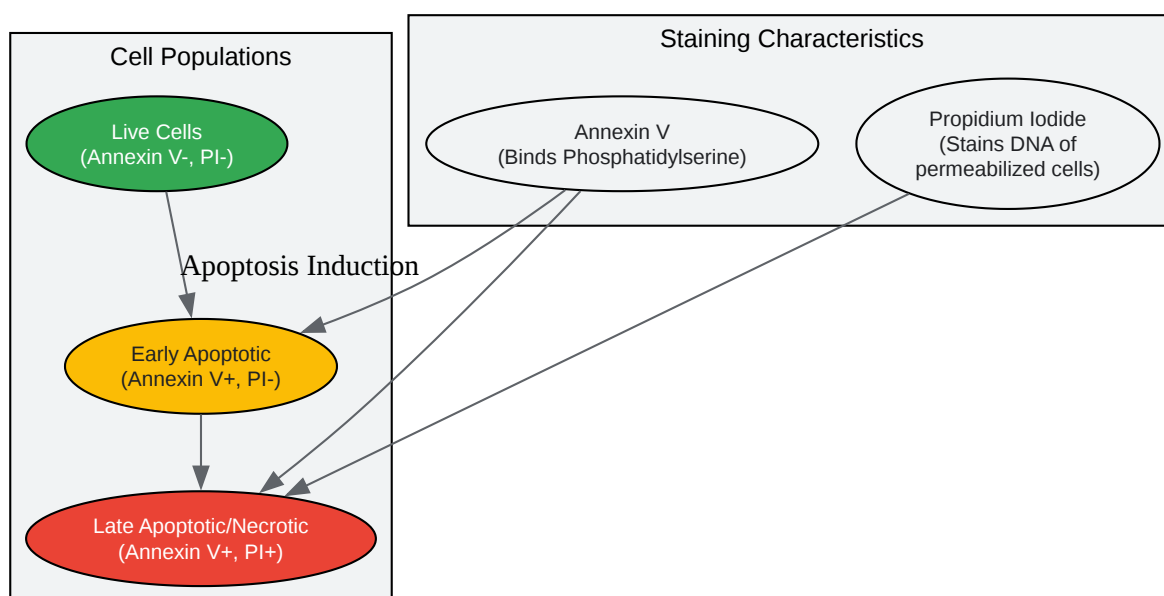 Cell Populations
Live Cells
(Annexin V-, PI-)
Apoptosis Induction
Early Apoptotic
(Annexin V+, PI-)
Late Apoptotic/Necrotic
(Annexin V+, PI+)
Staining Characteristics
Annexin V
(Binds Phosphatidylserine)
Propidium Iodide
(Stains DNA of
permeabilized cells)